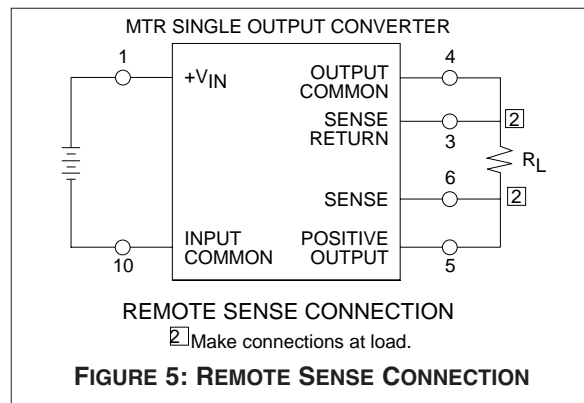 MTR SINGLE OUTPUT CONVERTER
1
+VIN
OUTPUT
COMMON
4
SENSE
RETURN
3
2
RL
SENSE
6
2
INPUT
COMMON
10
POSITIVE
OUTPUT
5
REMOTE SENSE CONNECTION
2 Make connections at load.
FIGURE 5: REMOTE SENSE CONNECTION